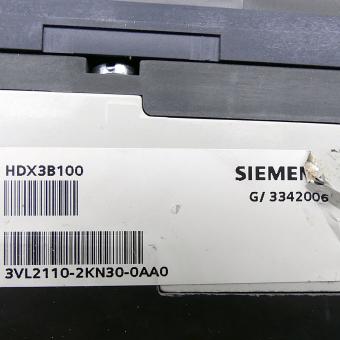 HDX3B100
SIEMENS
G/ 3342006
3VL2110-2KN30-0AA0